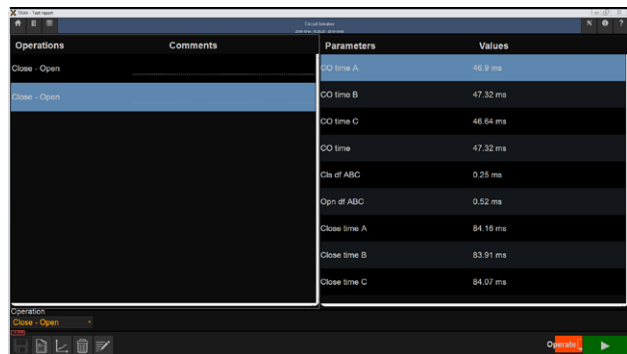 Test report
Circuit breaker
Operations Comments Parameters Values
Close - Open
Close - Open
CO time A 46.9 ms
CO time B 47.32 ms
CO time C 46.64 ms
CO time 47.32 ms
Cls df ABC 0.25 ms
Opn df ABC 0.52 ms
Close time A 84.16 ms
Close time B 83.91 ms
Close time C 84.07 ms
Operation
Close - Open
Operate